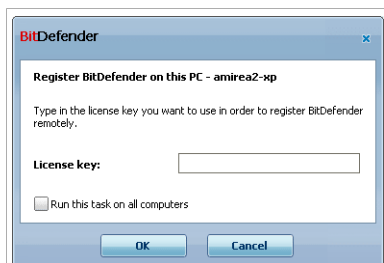 BitDefender
Register BitDefender on this PC - amirea2-xp
Type in the license key you want to use in order to register BitDefender
remotely.
License key:
Run this task on all computers
OK Cancel